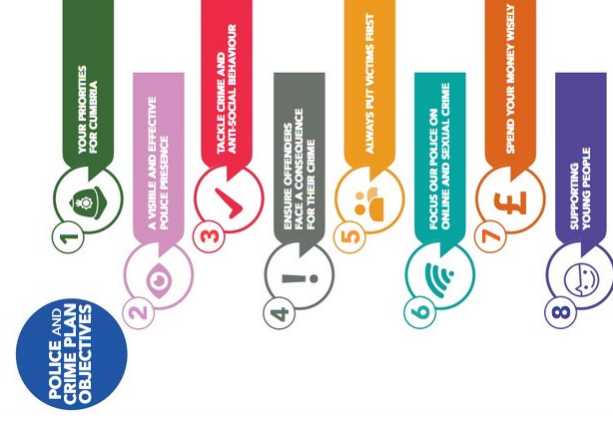 POLICE AND
CRIME PLAN
OBJECTIVES
1
YOUR PRIORITIES
FOR CUMBRIA
2
A VISIBLE AND EFFECTIVE
POLICE PRESENCE
3
TACKLE CRIME AND
ANTI-SOCIAL BEHAVIOUR
4
ENSURE OFFENDERS
FACE A CONSEQUENCE
FOR THEIR CRIME
5
ALWAYS PUT VICTIMS FIRST
6
FOCUS OUR POLICE ON
ONLINE AND SEXUAL CRIME
7
£
SPEND YOUR MONEY WISELY
8
SUPPORTING
YOUNG PEOPLE